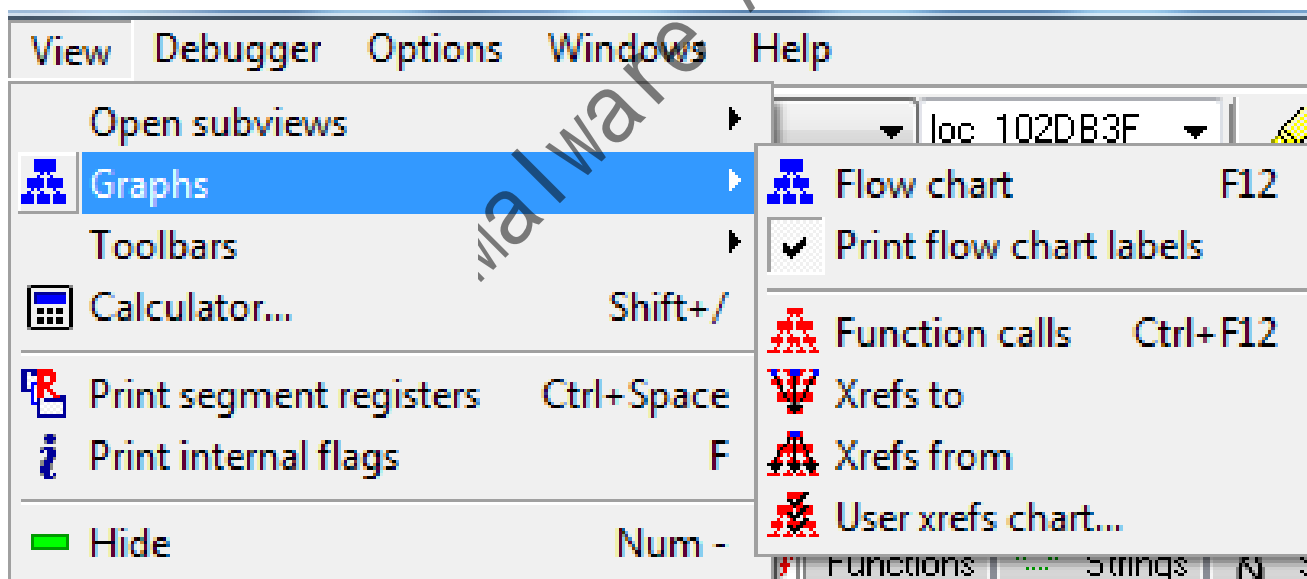 View Debugger Options Windows Help
Open subviews
Graphs
Toolbars
Calculator... Shift+/
Print segment registers Ctrl+Space
Print internal flags F
Hide Num -
loc_102DB3F
Flow chart F12
Print flow chart labels
Function calls Ctrl+F12
Xrefs to
Xrefs from
User xrefs chart...
Functions Strings
Malware